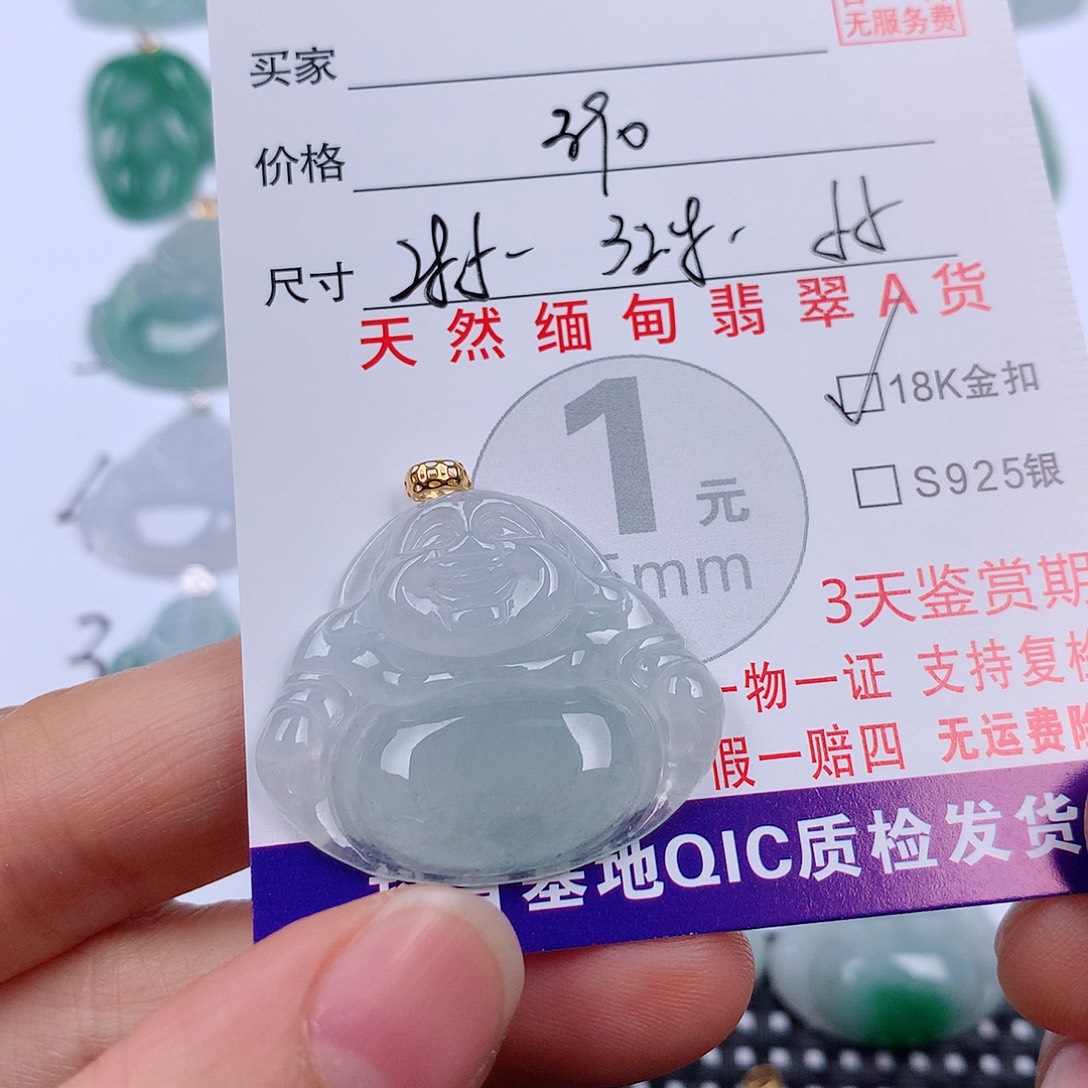 无服务费
买家
价格 390
尺寸
天然缅甸翡翠A货
1元
mm
18K金扣
S925银
3天鉴赏期
一物一证 支持复检
假一赔四 无运费
基地QIC质检发货
3